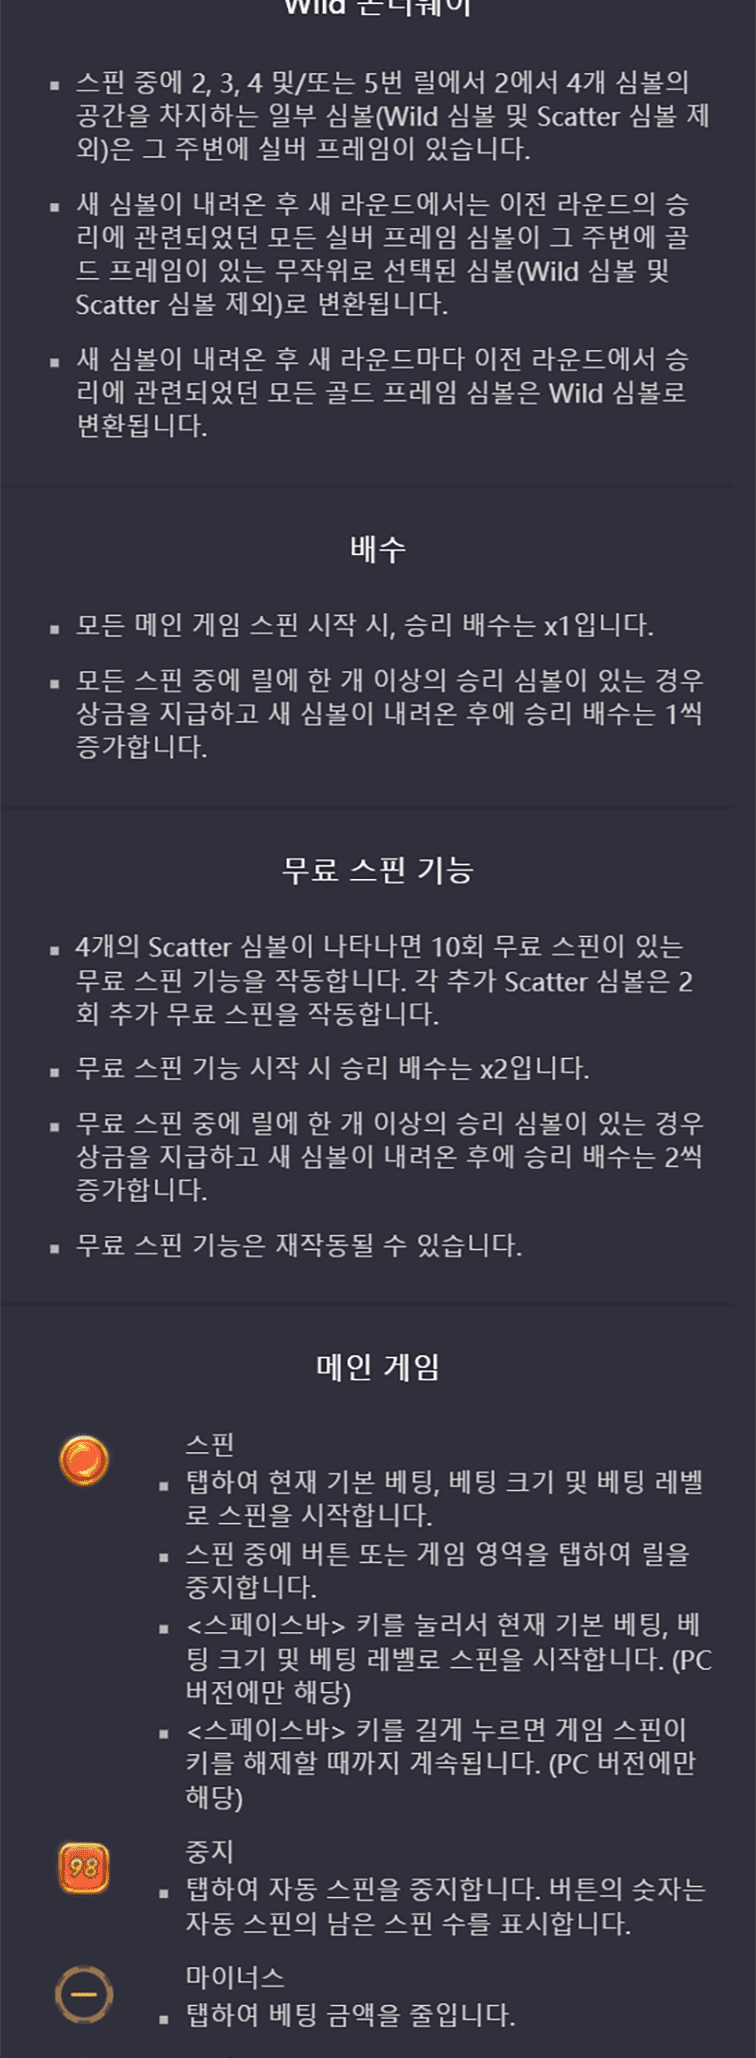 Wild 온더웨이
▪ 스핀 중에 2, 3, 4 및/또는 5번 릴에서 2에서 4개 심볼의
공간을 차지하는 일부 심볼(Wild 심볼 및 Scatter 심볼 제
외)은 그 주변에 실버 프레임이 있습니다.
▪ 새 심볼이 내려온 후 새 라운드에서는 이전 라운드의 승
리에 관련되었던 모든 실버 프레임 심볼이 그 주변에 골
드 프레임이 있는 무작위로 선택된 심볼(Wild 심볼 및
Scatter 심볼 제외)로 변환됩니다.
▪ 새 심볼이 내려온 후 새 라운드마다 이전 라운드에서 승
리에 관련되었던 모든 골드 프레임 심볼은 Wild 심볼로
변환됩니다.
배수
▪ 모든 메인 게임 스핀 시작 시, 승리 배수는 x1입니다.
▪ 모든 스핀 중에 릴에 한 개 이상의 승리 심볼이 있는 경우
상금을 지급하고 새 심볼이 내려온 후에 승리 배수는 1씩
증가합니다.
무료 스핀 기능
▪ 4개의 Scatter 심볼이 나타나면 10회 무료 스핀이 있는
무료 스핀 기능을 작동합니다. 각 추가 Scatter 심볼은 2
회 추가 무료 스핀을 작동합니다.
▪ 무료 스핀 기능 시작 시 승리 배수는 x2입니다.
▪ 무료 스핀 중에 릴에 한 개 이상의 승리 심볼이 있는 경우
상금을 지급하고 새 심볼이 내려온 후에 승리 배수는 2씩
증가합니다.
▪ 무료 스핀 기능은 재작동될 수 있습니다.
메인 게임
스핀
▪ 탭하여 현재 기본 베팅, 베팅 크기 및 베팅 레벨
로 스핀을 시작합니다.
▪ 스핀 중에 버튼 또는 게임 영역을 탭하여 릴을
중지합니다.
▪ <스페이스바> 키를 눌러서 현재 기본 베팅, 베
팅 크기 및 베팅 레벨로 스핀을 시작합니다. (PC
버전에만 해당)
▪ <스페이스바> 키를 길게 누르면 게임 스핀이
키를 해제할 때까지 계속됩니다. (PC 버전에만
해당)
98
중지
▪ 탭하여 자동 스핀을 중지합니다. 버튼의 숫자는
자동 스핀의 남은 스핀 수를 표시합니다.
마이너스
▪ 탭하여 베팅 금액을 줄입니다.